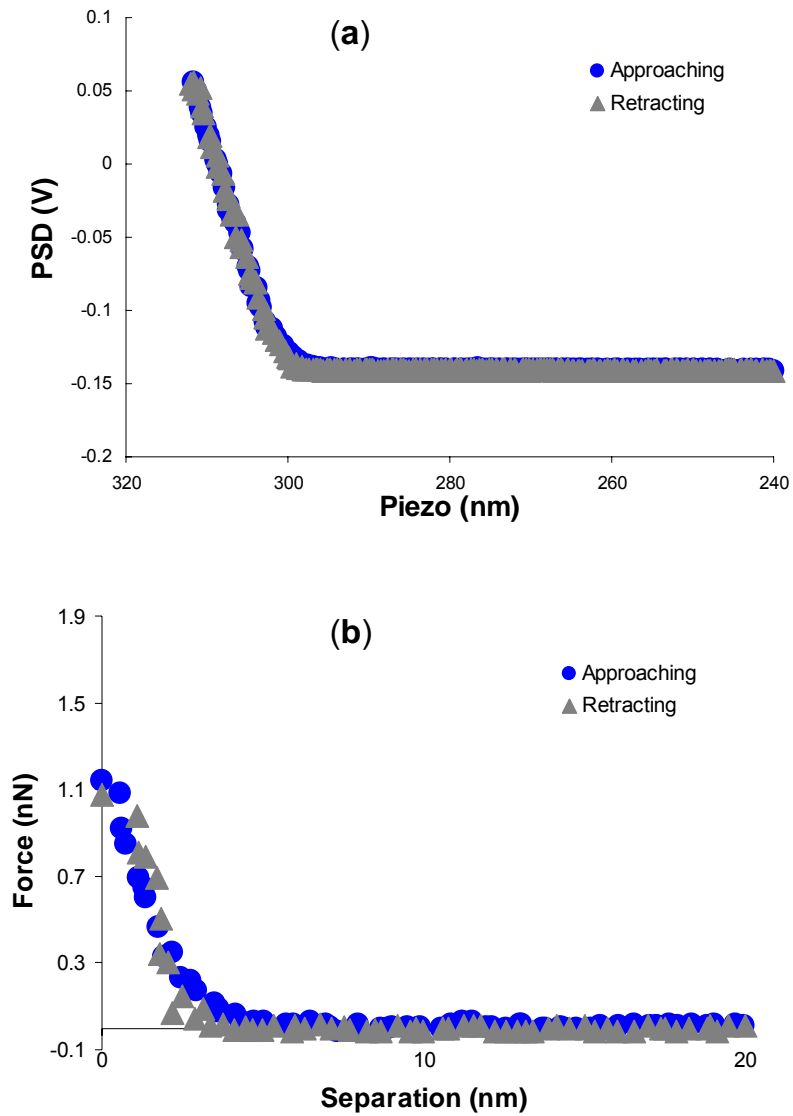 (a)
Approaching
Retracting
PSD (V)
0.1
0.05
0
-0.05
-0.1
-0.15
-0.2
320 300 280 260 240
Piezo (nm)
(b)
Approaching
Retracting
Force (nN)
1.9
1.5
1.1
0.7
0.3
-0.1
0 10 20
Separation (nm)